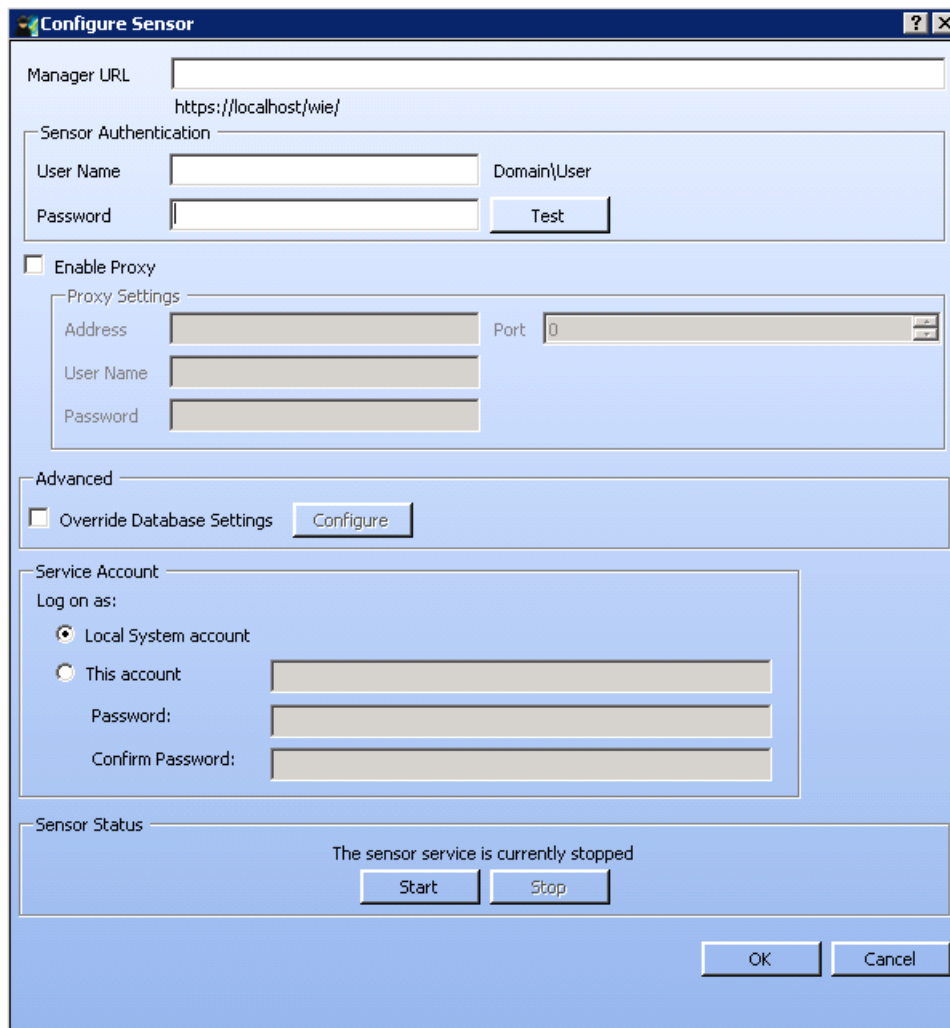 Configure Sensor
Manager URL
https://localhost/wie/
Sensor Authentication
User Name Domain\User
Password Test
Enable Proxy
Proxy Settings
Address Port 0
User Name
Password
Advanced
Override Database Settings Configure
Service Account
Log on as:
Local System account
This account
Password:
Confirm Password:
Sensor Status
The sensor service is currently stopped
Start Stop
OK Cancel